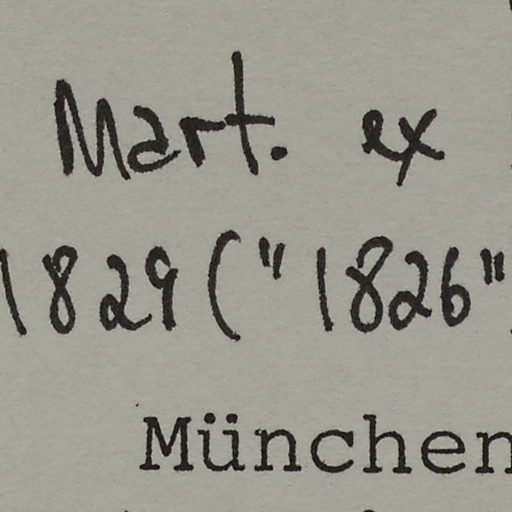 Mart. ex
1829 ("1826"
München